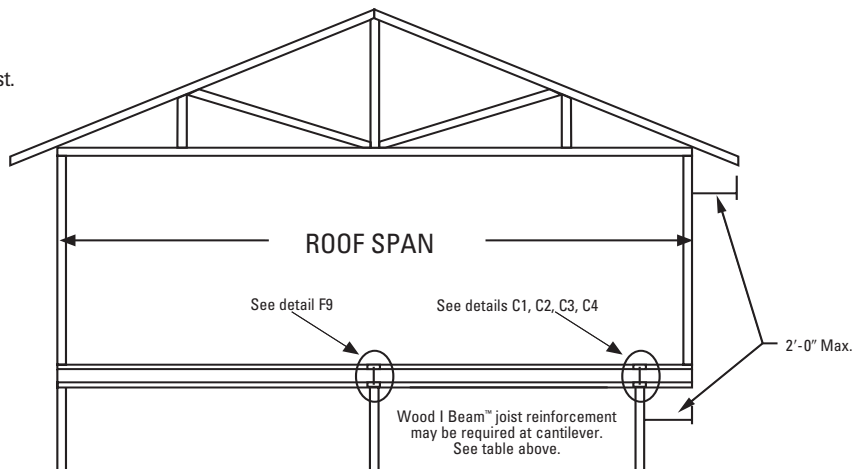 st.
ROOF SPAN
See detail F9
See details C1, C2, C3, C4
2'-0" Max.
Wood I Beam™ joist reinforcement
may be required at cantilever.
See table above.